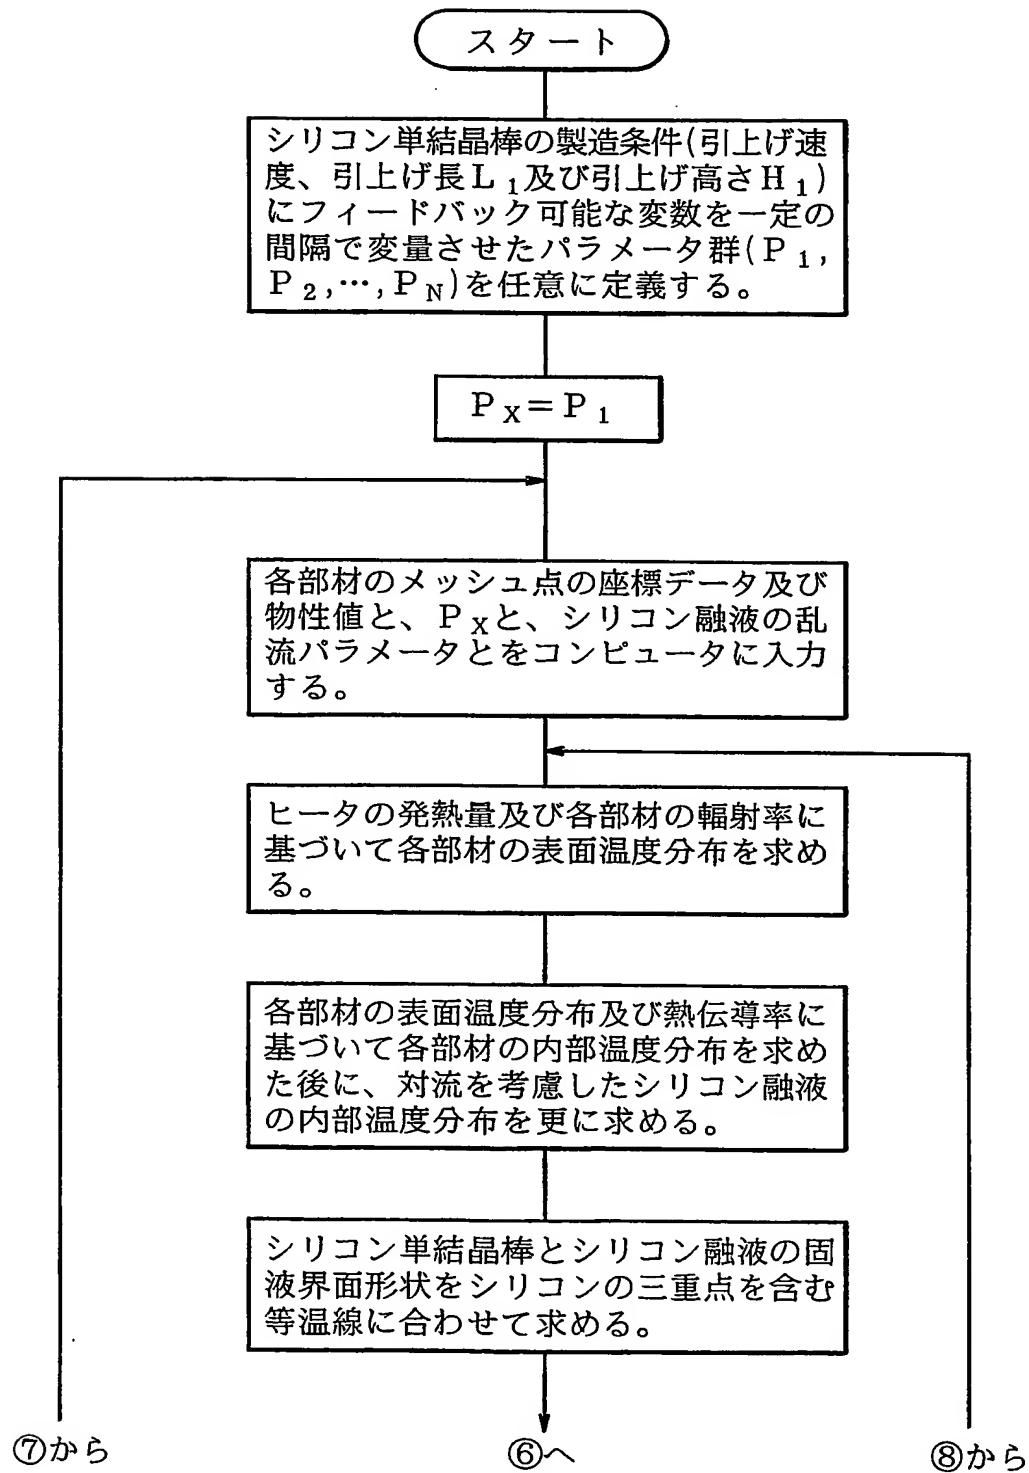 スタート
シリコン単結晶棒の製造条件(引上げ速
度、引上げ長L₁及び引上げ高さH₁)
にフィードバック可能な変数を一定の
間隔で変量させたパラメータ群(P₁,
P₂,…,P_N)を任意に定義する。
P_X=P₁
各部材のメッシュ点の座標データ及び
物性値と、P_Xと、シリコン融液の乱
流パラメータとをコンピュータに入力
する。
ヒータの発熱量及び各部材の輻射率に
基づいて各部材の表面温度分布を求め
る。
各部材の表面温度分布及び熱伝導率に
基づいて各部材の内部温度分布を求め
た後に、対流を考慮したシリコン融液
の内部温度分布を更に求める。
シリコン単結晶棒とシリコン融液の固
液界面形状をシリコンの三重点を含む
等温線に合わせて求める。
⑦から
⑥へ
⑧から